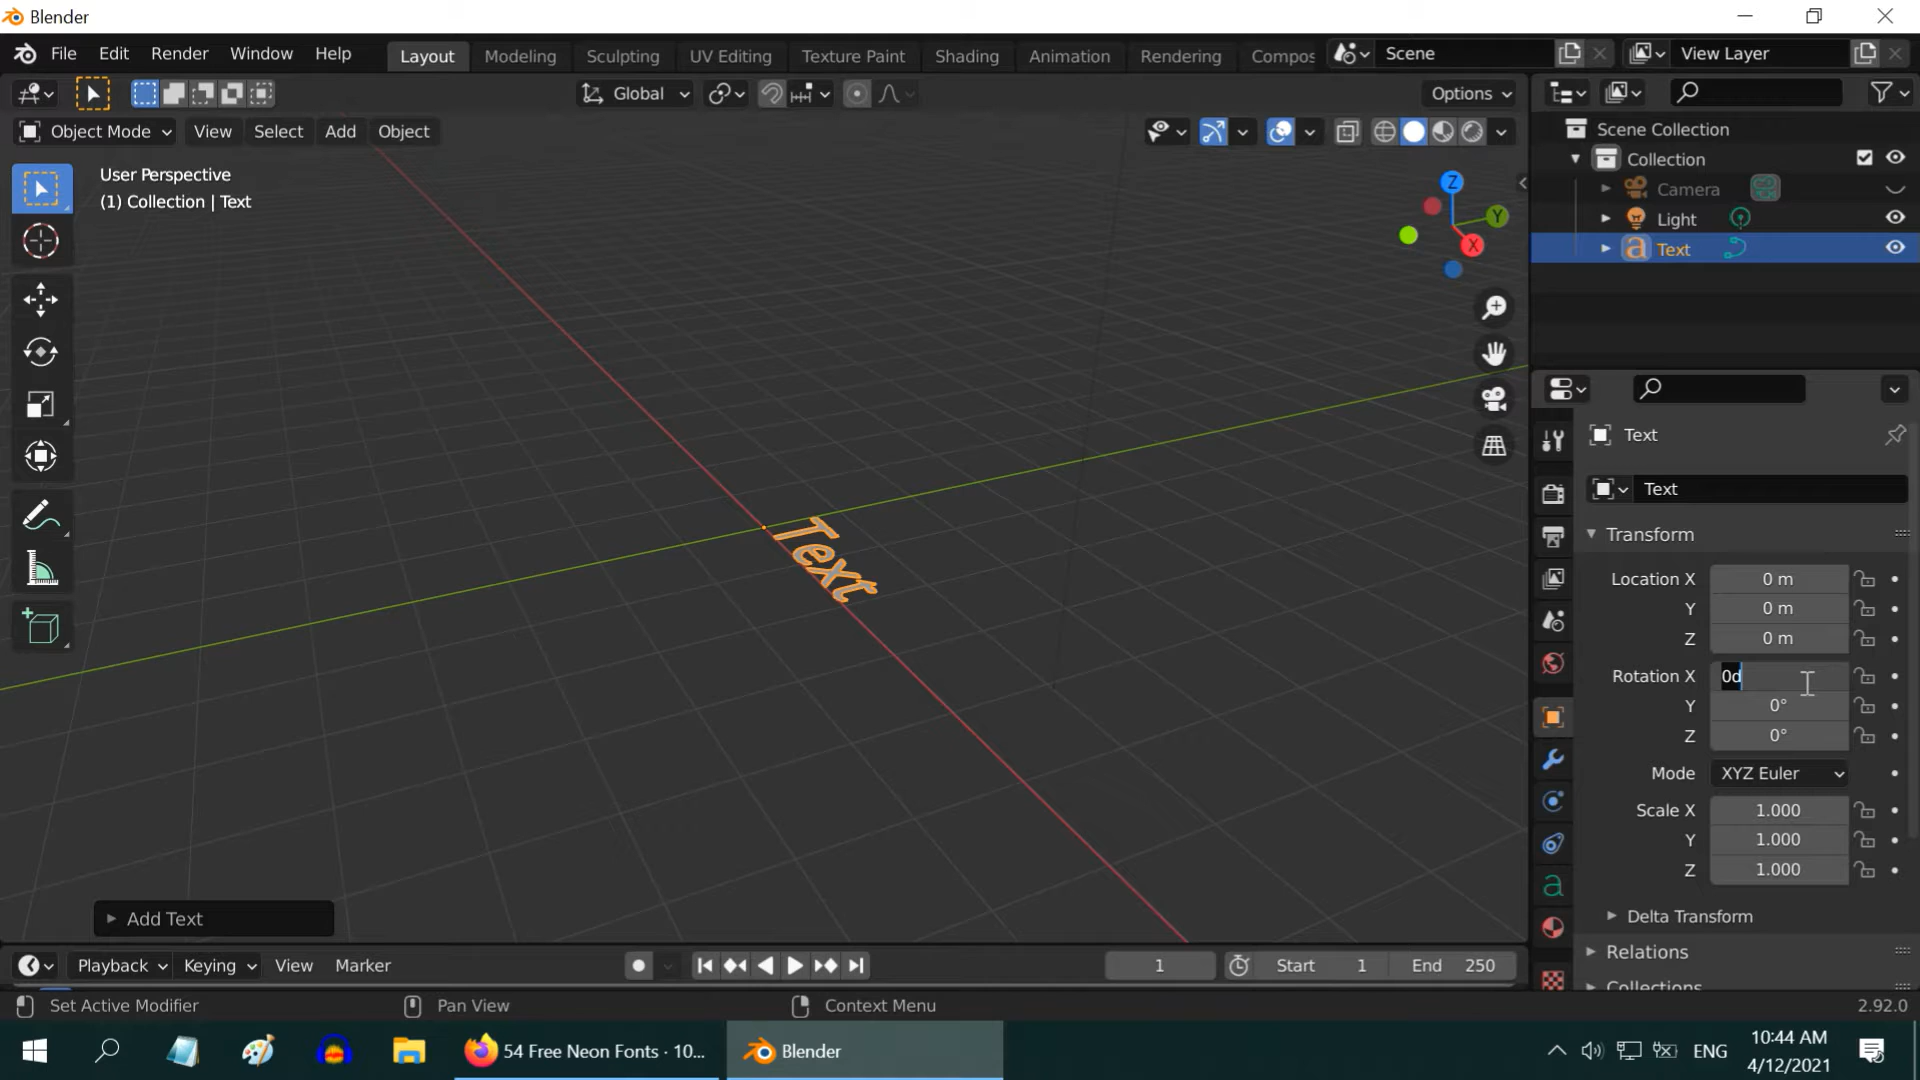 Blender
File Edit Render Window Help Layout Modeling Sculpting UV Editing Texture Paint Shading Animation Rendering Compos Scene View Layer
Global Options
Object Mode View Select Add Object
User Perspective
(1) Collection | Text
Z
Y
X
Text
Scene Collection
Collection
Camera
Light
Text
Text
Text
Transform
Location X 0 m
Y 0 m
Z 0 m
Rotation X 0d
Y 0°
Z 0°
Mode XYZ Euler
Scale X 1.000
Y 1.000
Z 1.000
Delta Transform
Relations
Collections
Add Text
Playback Keying View Marker 1 Start 1 End 250
Set Active Modifier Pan View Context Menu 2.92.0
54 Free Neon Fonts · 10... Blender ENG
10:44 AM
4/12/2021